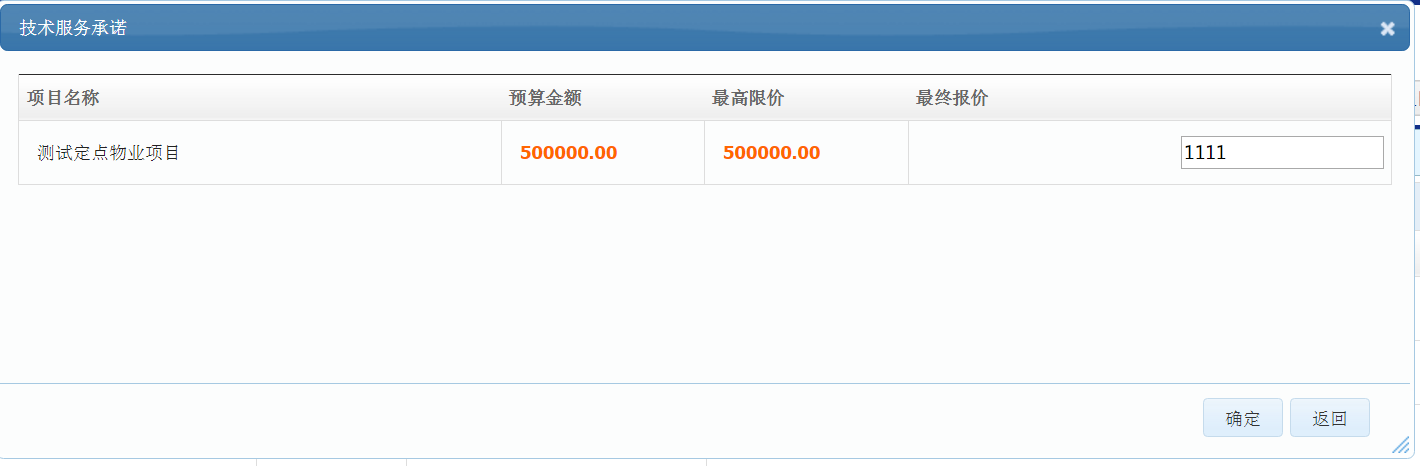 技术服务承诺
项目名称 预算金额 最高限价 最终报价
测试定点物业项目 500000.00 500000.00 1111
确定 返回